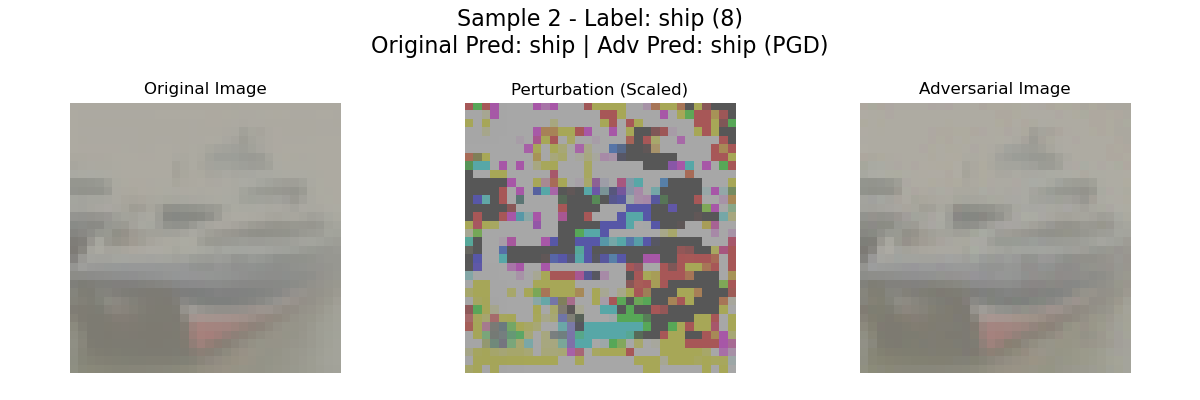 Sample 2 - Label: ship (8)
Original Pred: ship | Adv Pred: ship (PGD)
Original Image
Perturbation (Scaled)
Adversarial Image